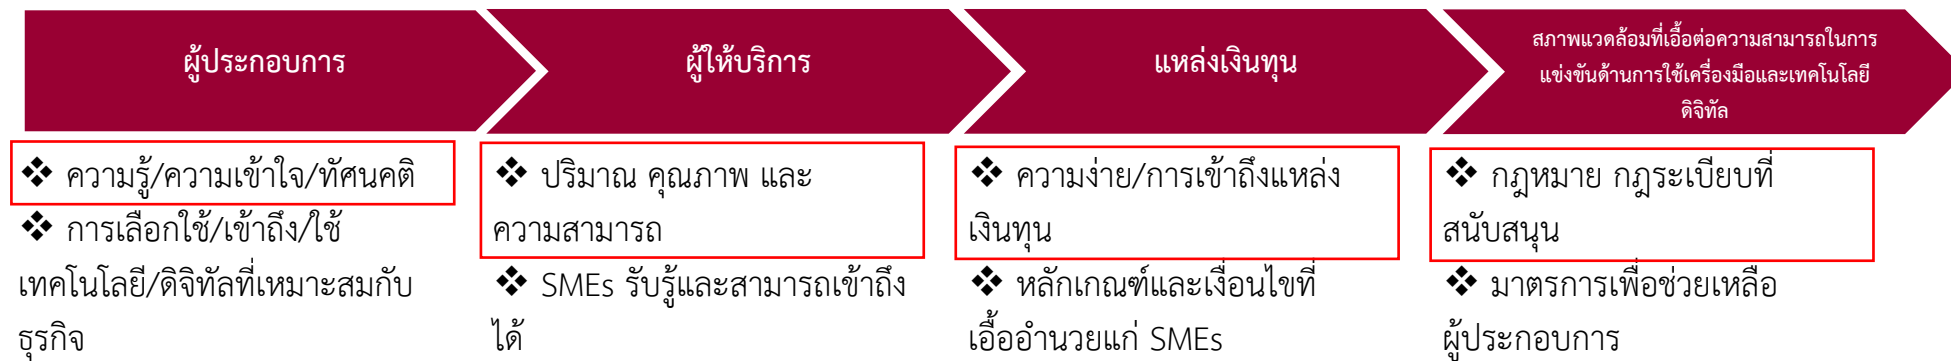 ผู้ประกอบการ
ผู้ให้บริการ
แหล่งเงินทุน
สภาพแวดล้อมที่เอื้อต่อความสามารถในการ
แข่งขันด้านการใช้เครื่องมือและเทคโนโลยี
ดิจิทัล
❖ ความรู้/ความเข้าใจ/ทัศนคติ
❖ การเลือกใช้/เข้าถึง/ใช้
เทคโนโลยี/ดิจิทัลที่เหมาะสมกับ
ธุรกิจ
❖ ปริมาณ คุณภาพ และ
ความสามารถ
❖ SMEs รับรู้และสามารถเข้าถึง
ได้
❖ ความง่าย/การเข้าถึงแหล่ง
เงินทุน
❖ หลักเกณฑ์และเงื่อนไขที่
เอื้ออำนวยแก่ SMEs
❖ กฎหมาย กฎระเบียบที่
สนับสนุน
❖ มาตรการเพื่อช่วยเหลือ
ผู้ประกอบการ